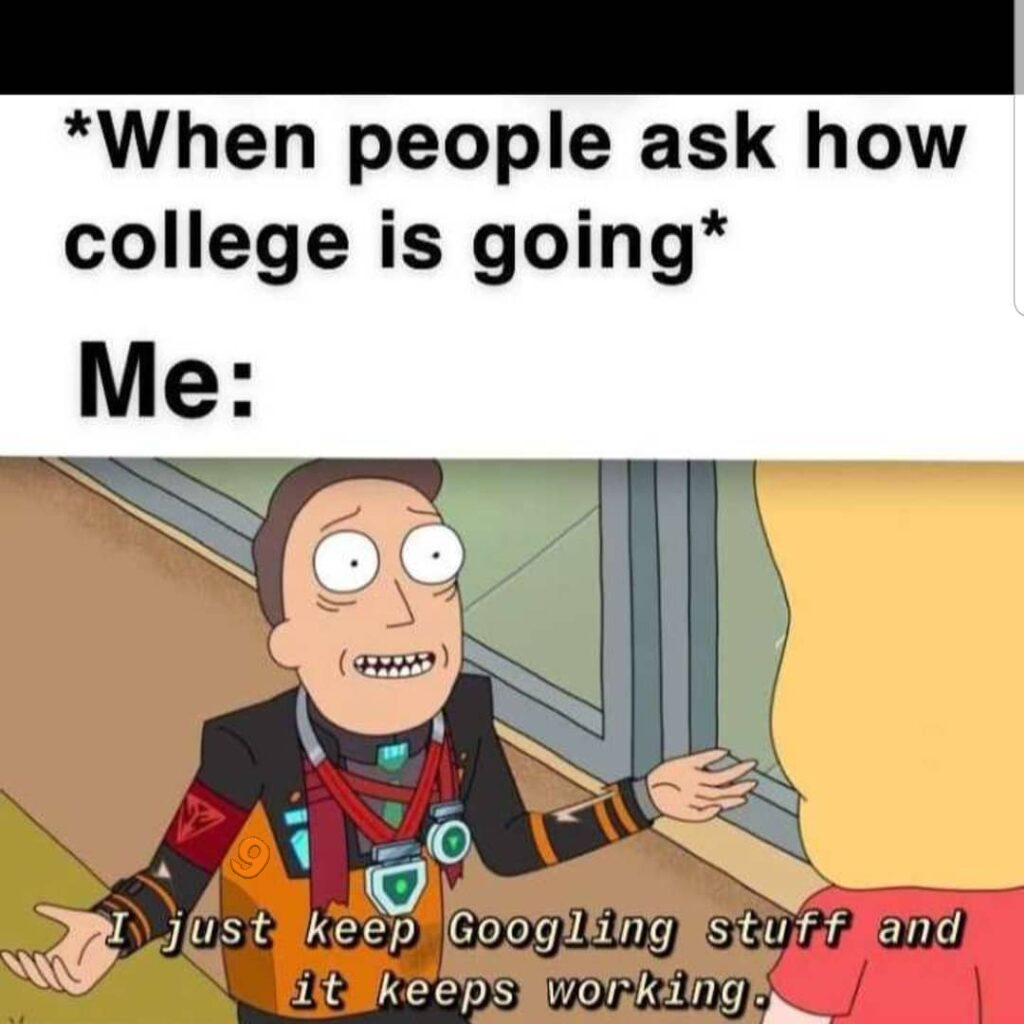 *When people ask how
college is going*
Me:
I just keep Googling stuff and
it keeps working.